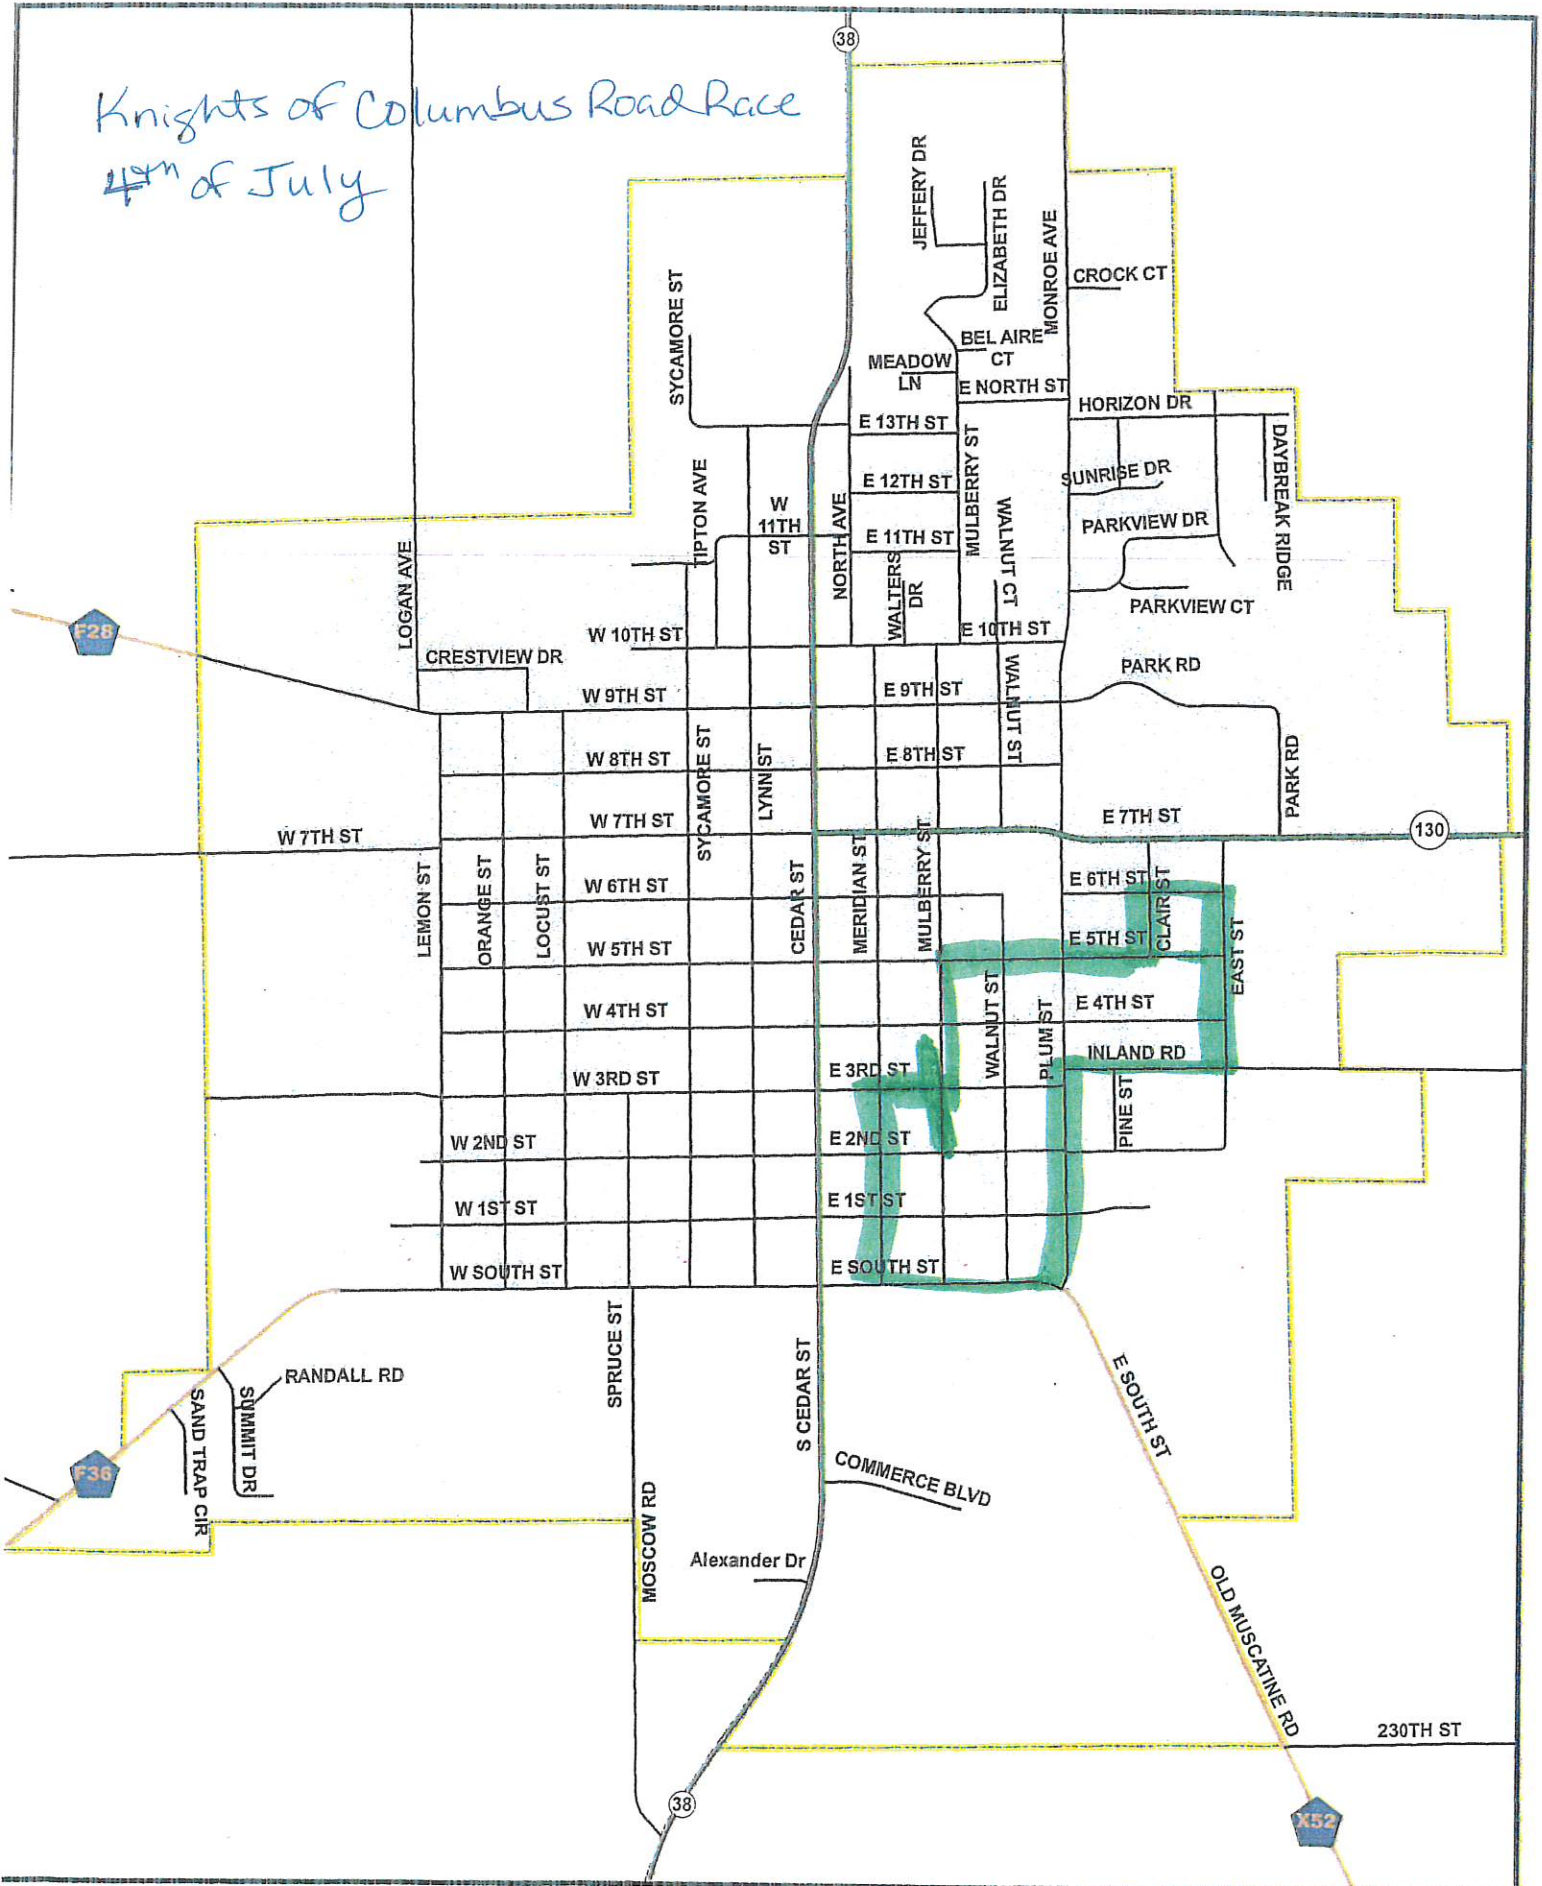 38
Knights of Columbus Road Race
4th of July
JEFFERY DR
ELIZABETH DR
MONROE AVE
CROCK CT
SYCAMORE ST
BEL AIRE
CT
MEADOW
LN
E NORTH ST
HORIZON DR
E 13TH ST
MULBERRY ST
DAYBREAK RIDGE
TIPTON AVE
SUNRISE DR
E 12TH ST
W
11TH
ST
NORTH AVE
WALNUT CT
PARKVIEW DR
E 11TH ST
LOGAN AVE
WALTERS
DR
PARKVIEW CT
F28
W 10TH ST
E 10TH ST
CRESTVIEW DR
PARK RD
W 9TH ST
E 9TH ST
WALNUT ST
SYCAMORE ST
LYNN ST
W 8TH ST
E 8TH ST
PARK RD
W 7TH ST
W 7TH ST
E 7TH ST
130
LEMON ST
ORANGE ST
LOCUST ST
CEDAR ST
MERIDIAN ST
MULBERRY ST
W 6TH ST
E 6TH ST
CLAIR ST
W 5TH ST
E 5TH ST
EAST ST
W 4TH ST
WALNUT ST
PLUM ST
E 4TH ST
W 3RD ST
E 3RD ST
INLAND RD
PINE ST
W 2ND ST
E 2ND ST
W 1ST ST
E 1ST ST
W SOUTH ST
E SOUTH ST
SPRUCE ST
S CEDAR ST
E SOUTH ST
RANDALL RD
SAND TRAP CIR
SUMMIT DR
F36
COMMERCE BLVD
MOSCOW RD
Alexander Dr
OLD MUSCATINE RD
230TH ST
38
X52